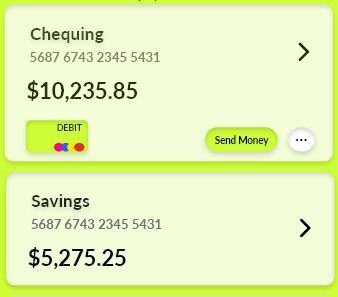 Chequing
5687 6743 2345 5431
$10,235.85
DEBIT
Send Money
Savings
5687 6743 2345 5431
$5,275.25